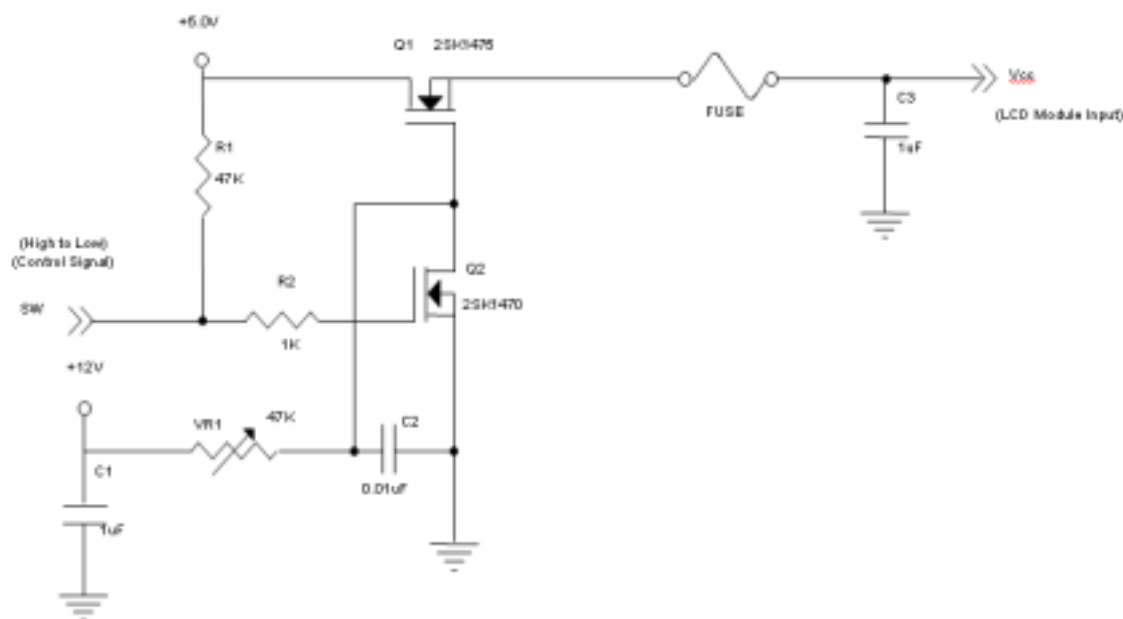 +5.0V
Q1
2SK1475
Vcc
C3
FUSE
(LCD Module Input)
R1
1uF
47K
(High to Low)
(Control Signal)
R2
Q2
SW
2SK1470
1K
+12V
47K
VR1
C2
C1
0.01uF
1uF